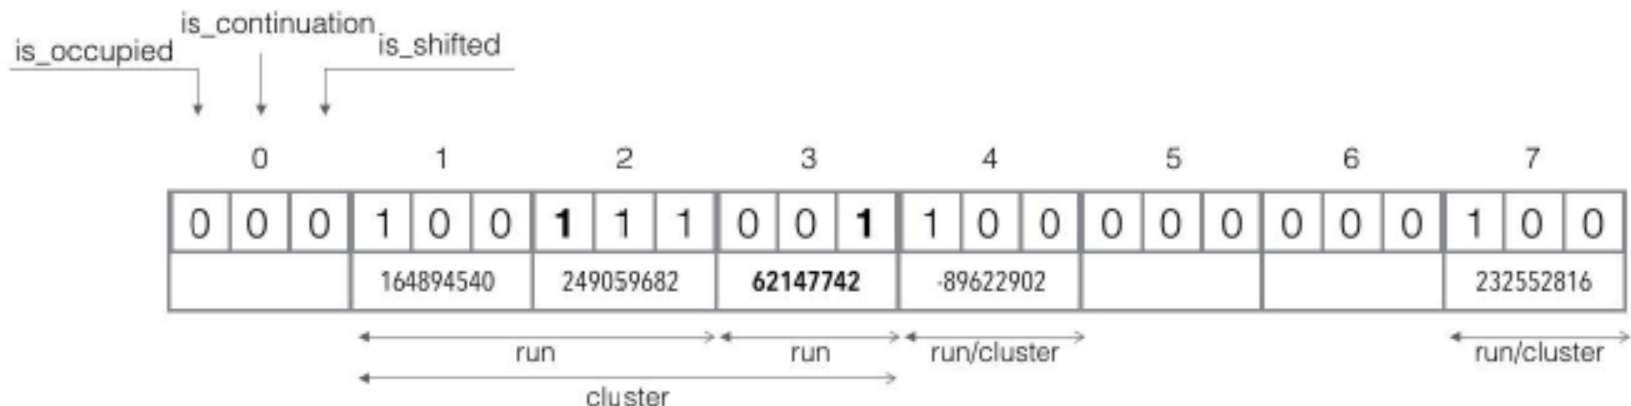 is_continuation
is_occupied is_shifted
0 1 2 3 4 5 6 7
0 0 0 1 0 0 1 1 1 0 0 1 1 0 0 0 0 0 0 0 0 1 0 0
164894540 249059682 62147742 -89622902 232552816
run run run/cluster run/cluster
cluster